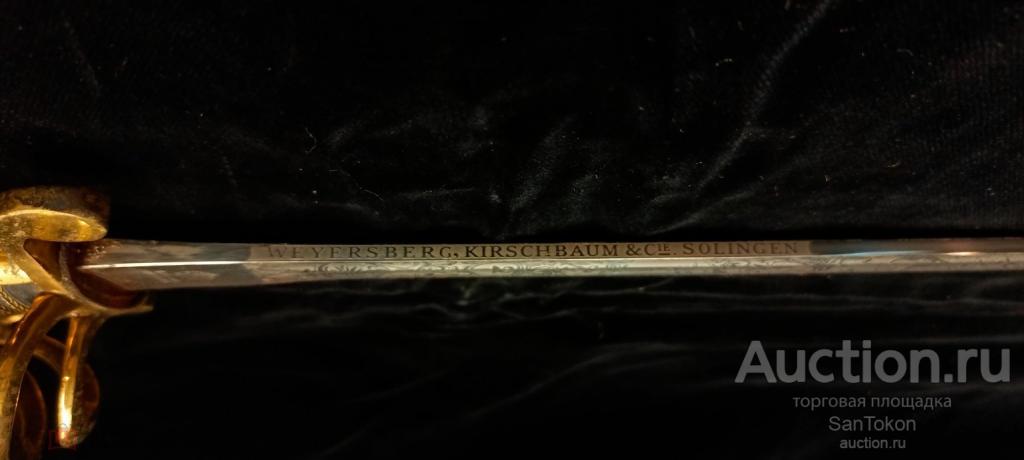 WEYERSBERG, KIRSCHBAUM & CIE. SOLINGEN
Auction.ru
торговая площадка
SanTokon
auction.ru